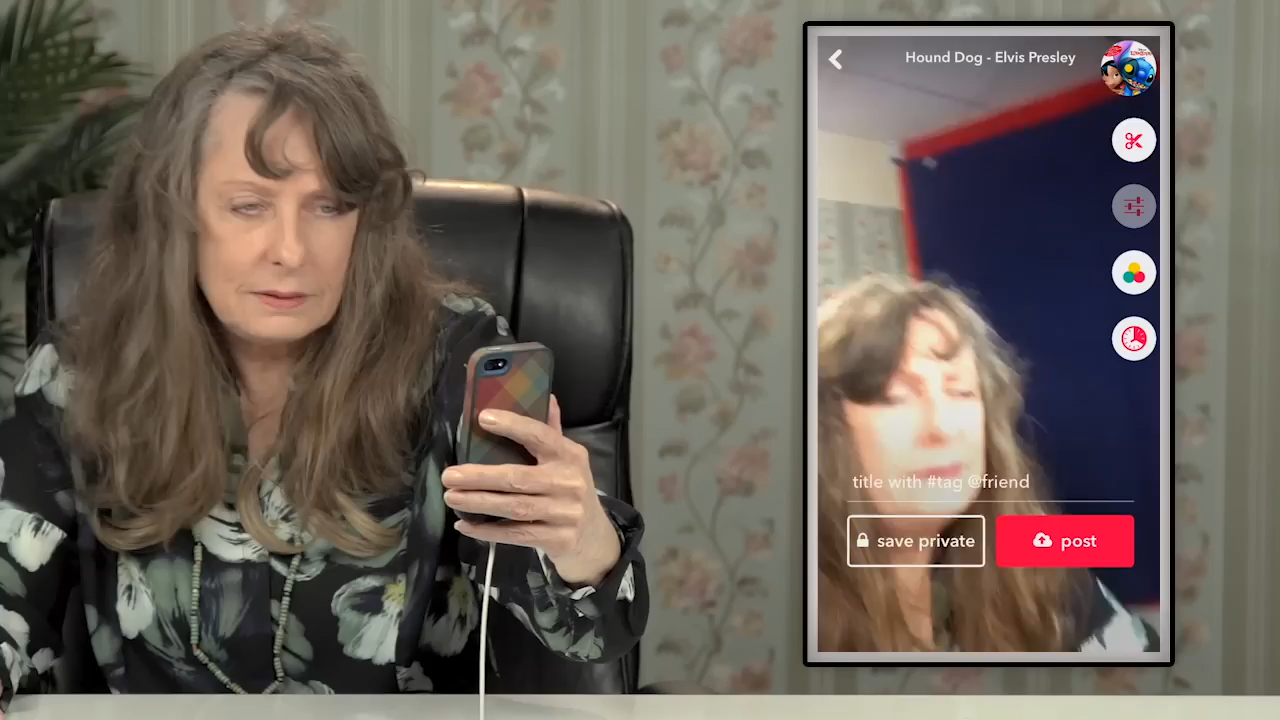 Hound Dog - Elvis Presley
title with #tag @friend
save private
post